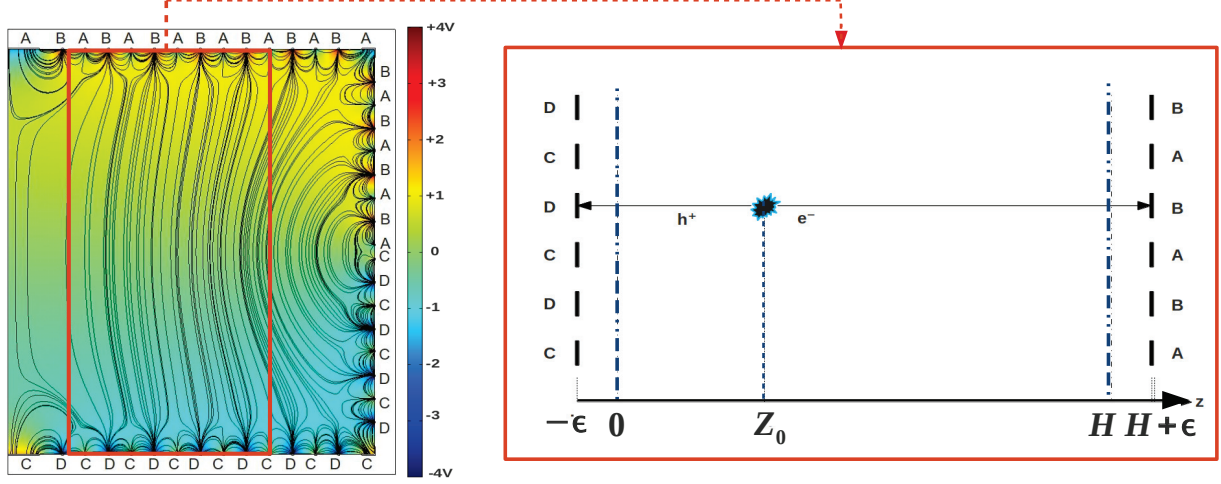 A B A B A B A B A B A B A B A
B
A
B
A
B
A
B
A
C
D
C
D
C
D
C
D
C D C D C D C D C D C D C
+4V
+3
+2
+1
0
-1
-2
-3
-4V
D B
C A
D B
h⁺ e⁻
C A
D B
C A
z
−ϵ 0 Z₀ H H+ϵ